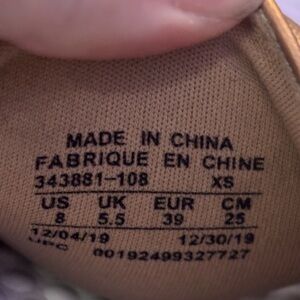 MADE IN CHINA
FABRIQUE EN CHINE
343881-108 XS
US UK EUR CM
8 5.5 39 25
12/04/19 12/30/19
UPC 00192499327727